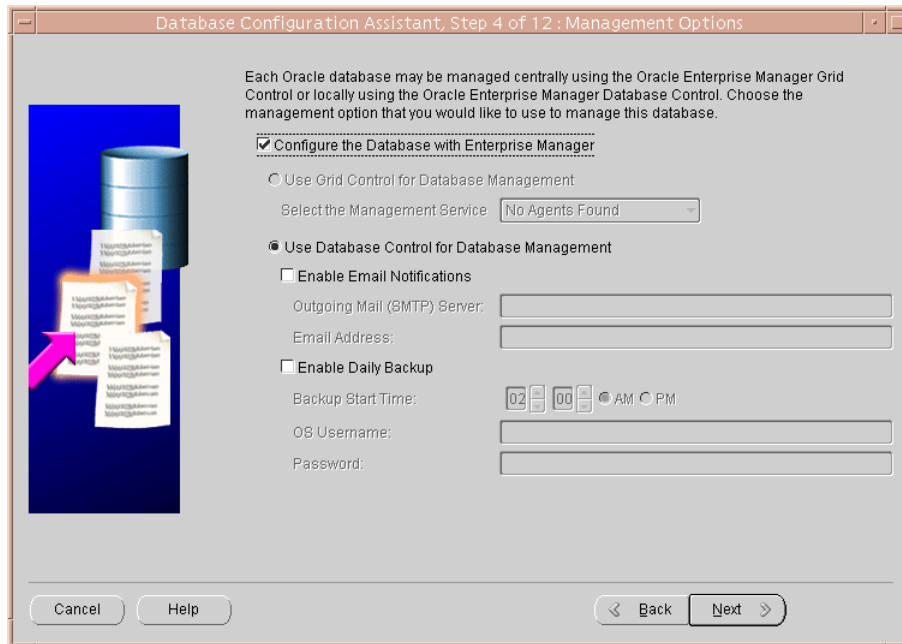 Database Configuration Assistant, Step 4 of 12 : Management Options
Each Oracle database may be managed centrally using the Oracle Enterprise Manager Grid
Control or locally using the Oracle Enterprise Manager Database Control. Choose the
management option that you would like to use to manage this database.
Configure the Database with Enterprise Manager
Use Grid Control for Database Management
Select the Management Service No Agents Found
Use Database Control for Database Management
Enable Email Notifications
Outgoing Mail (SMTP) Server:
Email Address:
Enable Daily Backup
Backup Start Time: 02 00 AM PM
OS Username:
Password:
Cancel Help Back Next